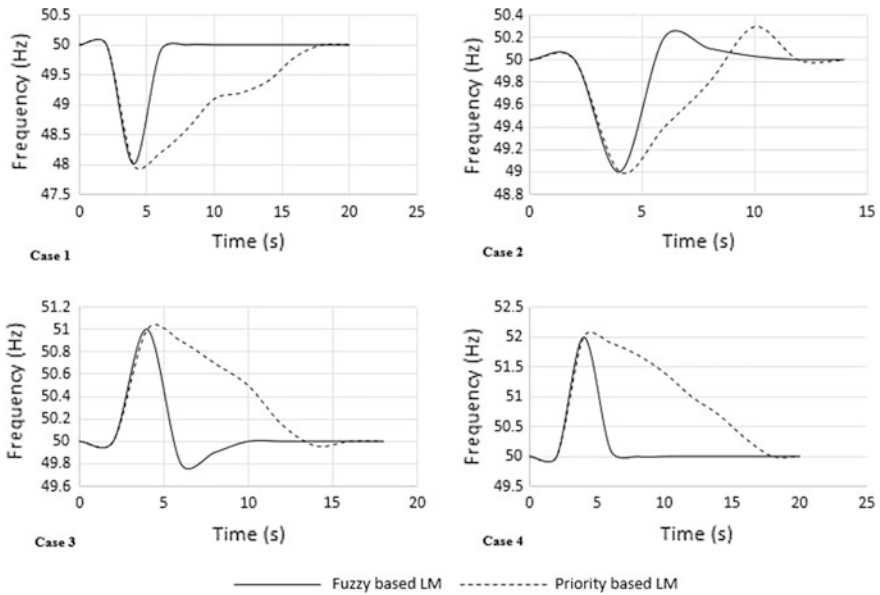 Frequency (Hz)
50.5
50
49.5
49
48.5
48
47.5
0 5 10 15 20 25
Time (s)
Case 1
Frequency (Hz)
50.4
50.2
50
49.8
49.6
49.4
49.2
49
48.8
0 5 10 15
Time (s)
Case 2
Frequency (Hz)
51.2
51
50.8
50.6
50.4
50.2
50
49.8
49.6
0 5 10 15 20
Time (s)
Case 3
Frequency (Hz)
52.5
52
51.5
51
50.5
50
49.5
0 5 10 15 20 25
Time (s)
Case 4
Fuzzy based LM Priority based LM